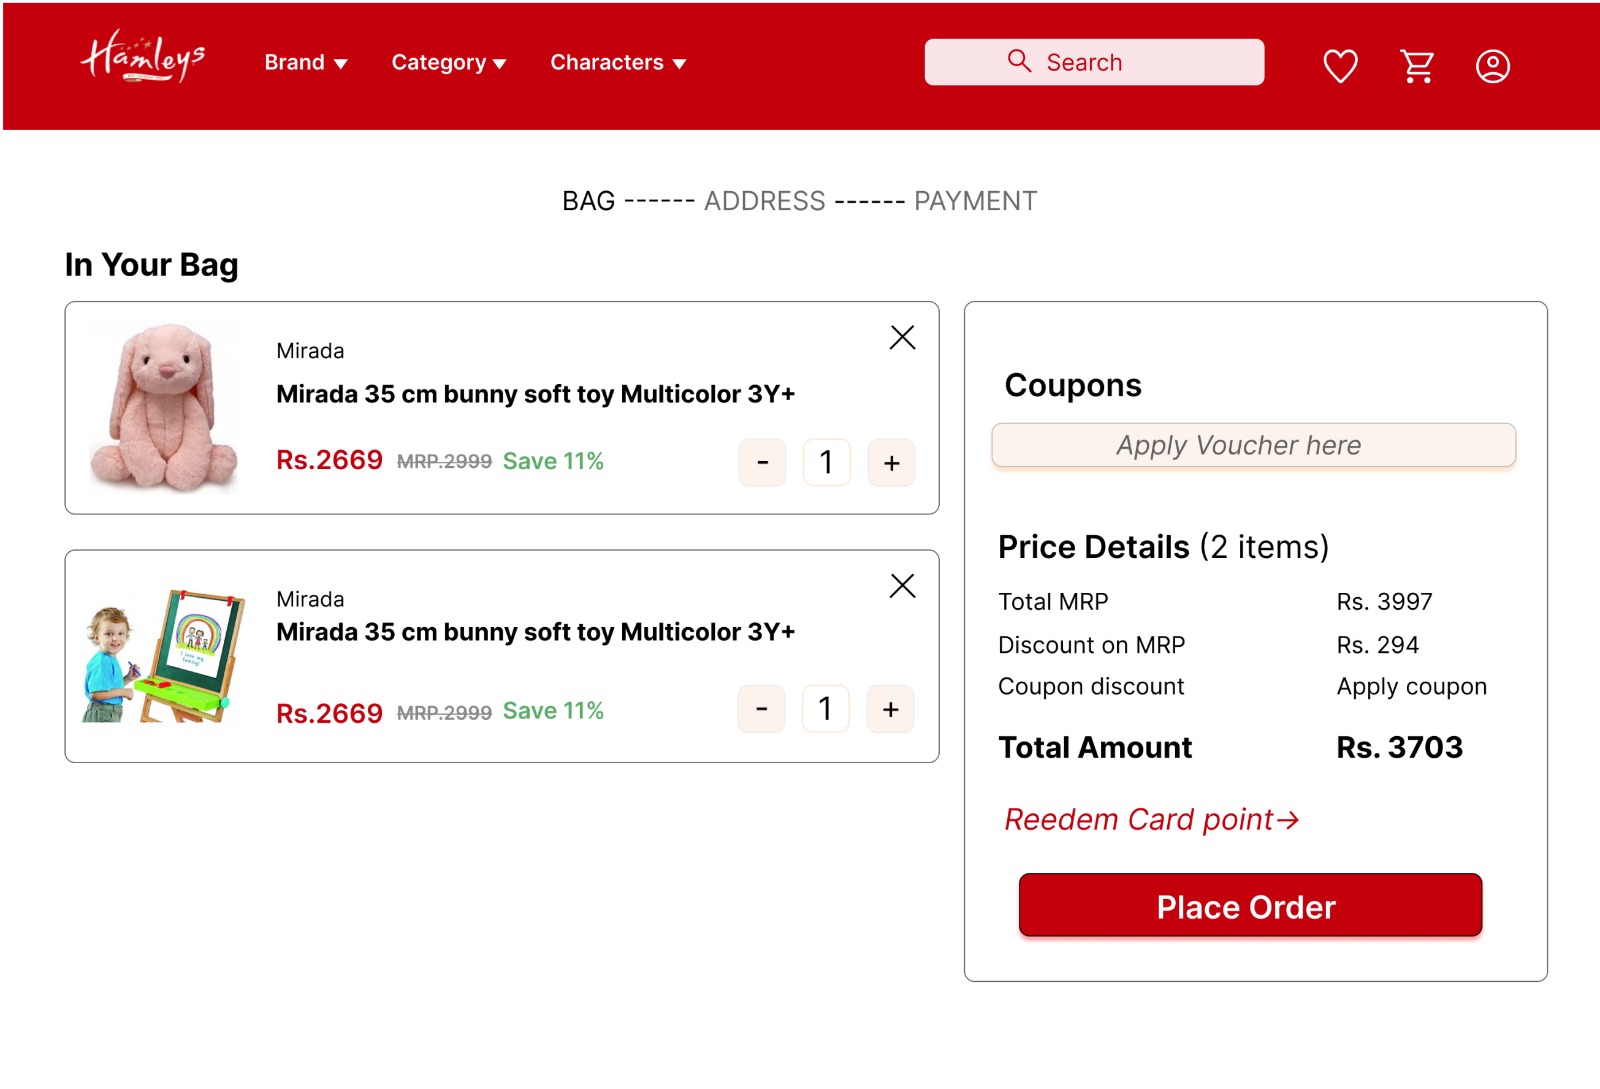 Hamleys
Brand ▼ Category ▼ Characters ▼
Search
BAG ------ ADDRESS ------ PAYMENT
In Your Bag
Mirada
Mirada 35 cm bunny soft toy Multicolor 3Y+
Rs.2669 MRP.2999 Save 11%
- 1 +
Mirada
Mirada 35 cm bunny soft toy Multicolor 3Y+
Rs.2669 MRP.2999 Save 11%
- 1 +
I love my
family!
Coupons
Apply Voucher here
Price Details (2 items)
Total MRP Rs. 3997
Discount on MRP Rs. 294
Coupon discount Apply coupon
Total Amount Rs. 3703
Reedem Card point→
Place Order